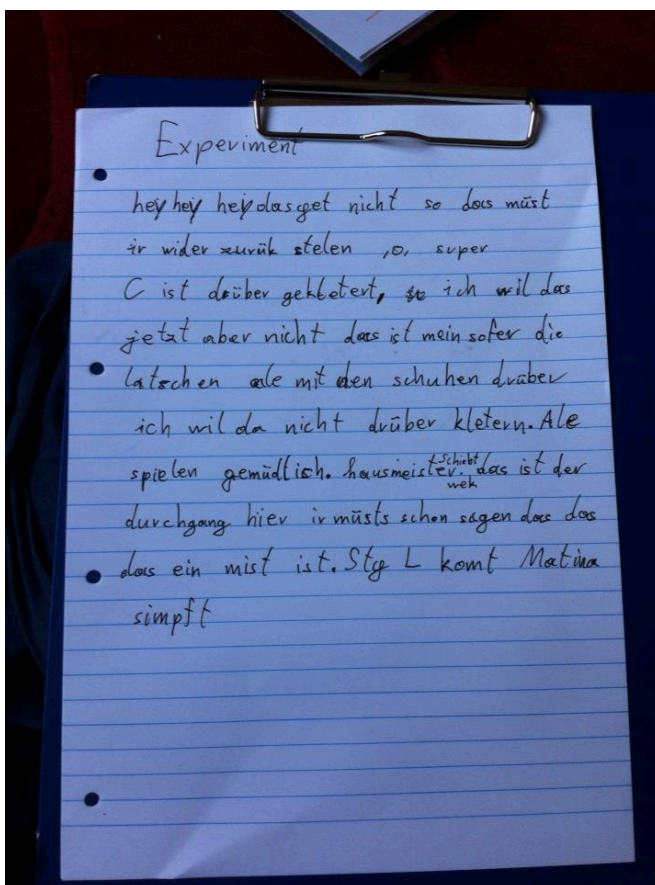 Experiment
hey hey hey das get nicht so das müst
ir wider zurük stelen ,o, super
C ist drüber gekletert, ich wil das
jetzt aber nicht das ist mein sofer die
latschen ale mit den schuhen drüber
ich wil da nicht drüber kletern. Ale
spielen gemüdlich. hausmeister schiebt wek. das ist der
durchgang hier ir müsts schon sagen das das
das ein mist ist. Stg L komt Matina
simpft